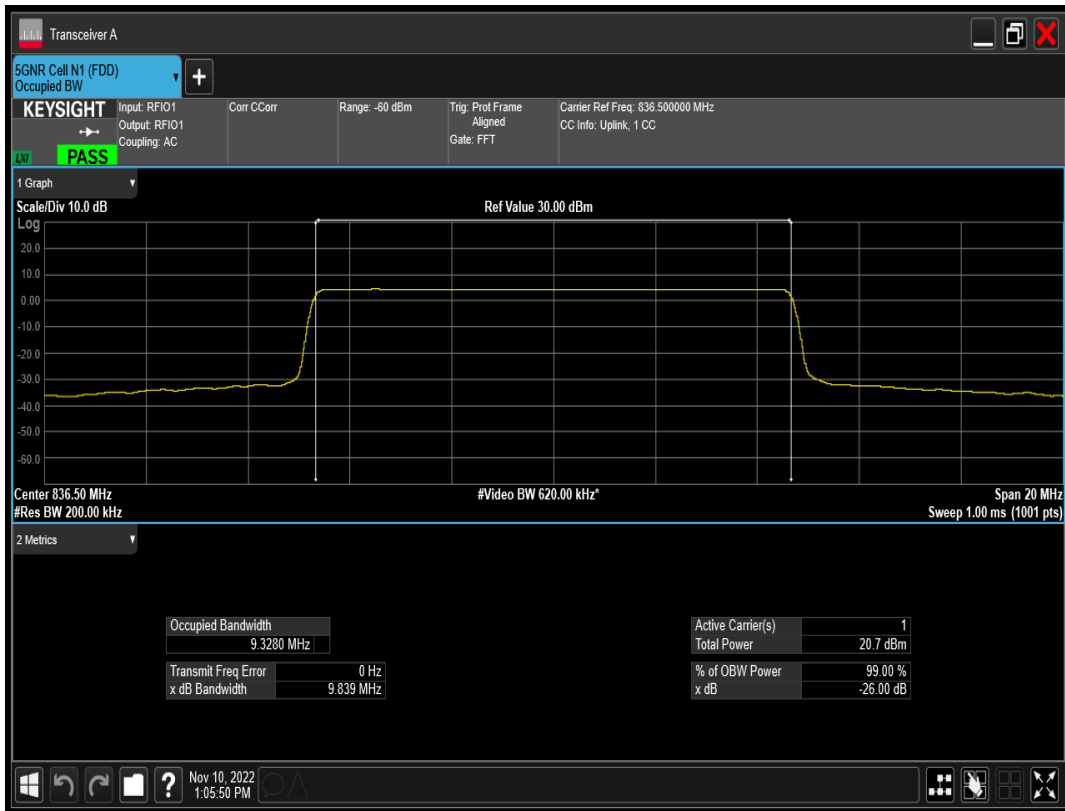 Transceiver A
5GNR Cell N1 (FDD)
Occupied BW
+
KEYSIGHT
LXI
PASS
Input: RFIO1
Output: RFIO1
Coupling: AC
Corr CCorr
Range: -60 dBm
Trig: Prot Frame
Aligned
Gate: FFT
Carrier Ref Freq: 836.500000 MHz
CC Info: Uplink, 1 CC
1 Graph
Scale/Div 10.0 dB
Ref Value 30.00 dBm
Log
20.0
10.0
0.00
-10.0
-20.0
-30.0
-40.0
-50.0
-60.0
Center 836.50 MHz
#Video BW 620.00 kHz*
Span 20 MHz
#Res BW 200.00 kHz
Sweep 1.00 ms (1001 pts)
2 Metrics
Occupied Bandwidth
9.3280 MHz
Transmit Freq Error 0 Hz
x dB Bandwidth 9.839 MHz
Active Carrier(s) 1
Total Power 20.7 dBm
% of OBW Power 99.00 %
x dB -26.00 dB
?
Nov 10, 2022
1:05:50 PM